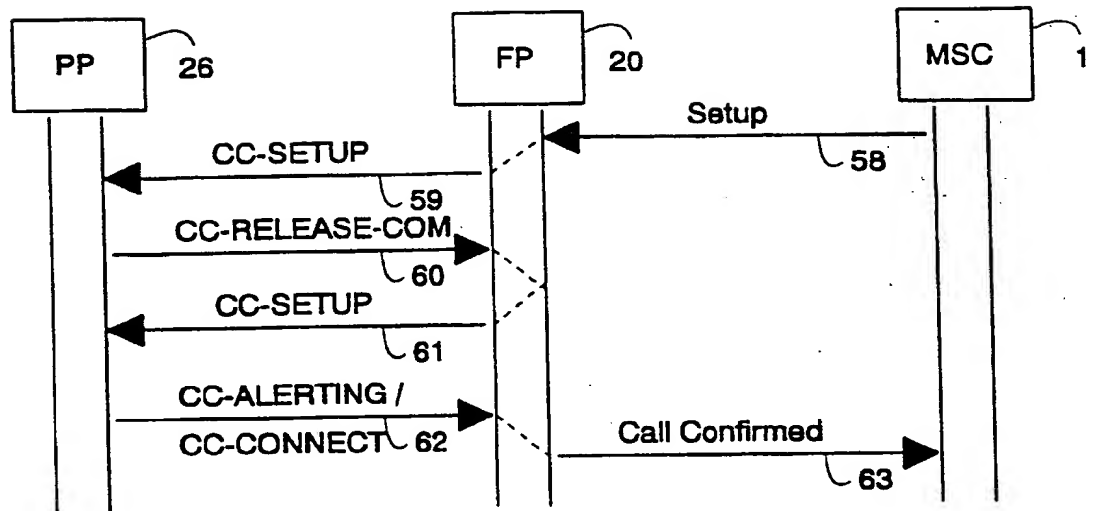 PP
26
FP
20
MSC
1
Setup
58
CC-SETUP
59
CC-RELEASE-COM
60
CC-SETUP
61
CC-ALERTING /
CC-CONNECT
62
Call Confirmed
63